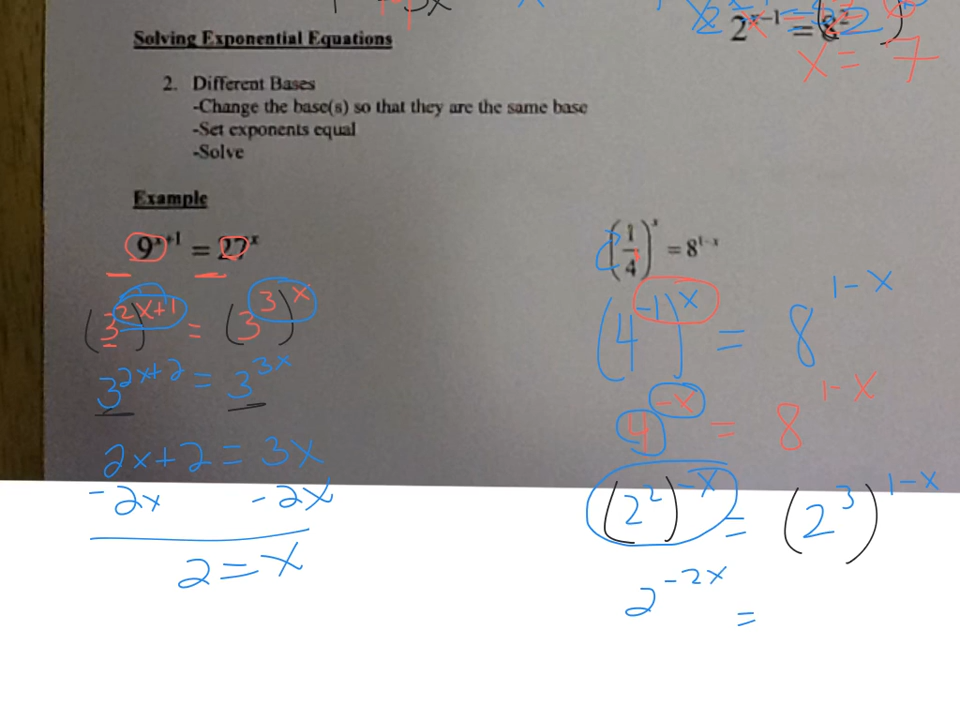 2^{x-1} = 8^2
x = 7
Solving Exponential Equations
2. Different Bases
-Change the base(s) so that they are the same base
-Set exponents equal
-Solve
Example
9^{x+1} = 27^x
(3^2)^{x+1} = (3^3)^x
3^{2x+2} = 3^{3x}
2x+2 = 3x
-2x -2x
2 = x
(1/4)^x = 8^{1-x}
(4^{-1})^x = 8^{1-x}
4^{-x} = 8^{1-x}
(2^2)^{-x} = (2^3)^{1-x}
2^{-2x} =